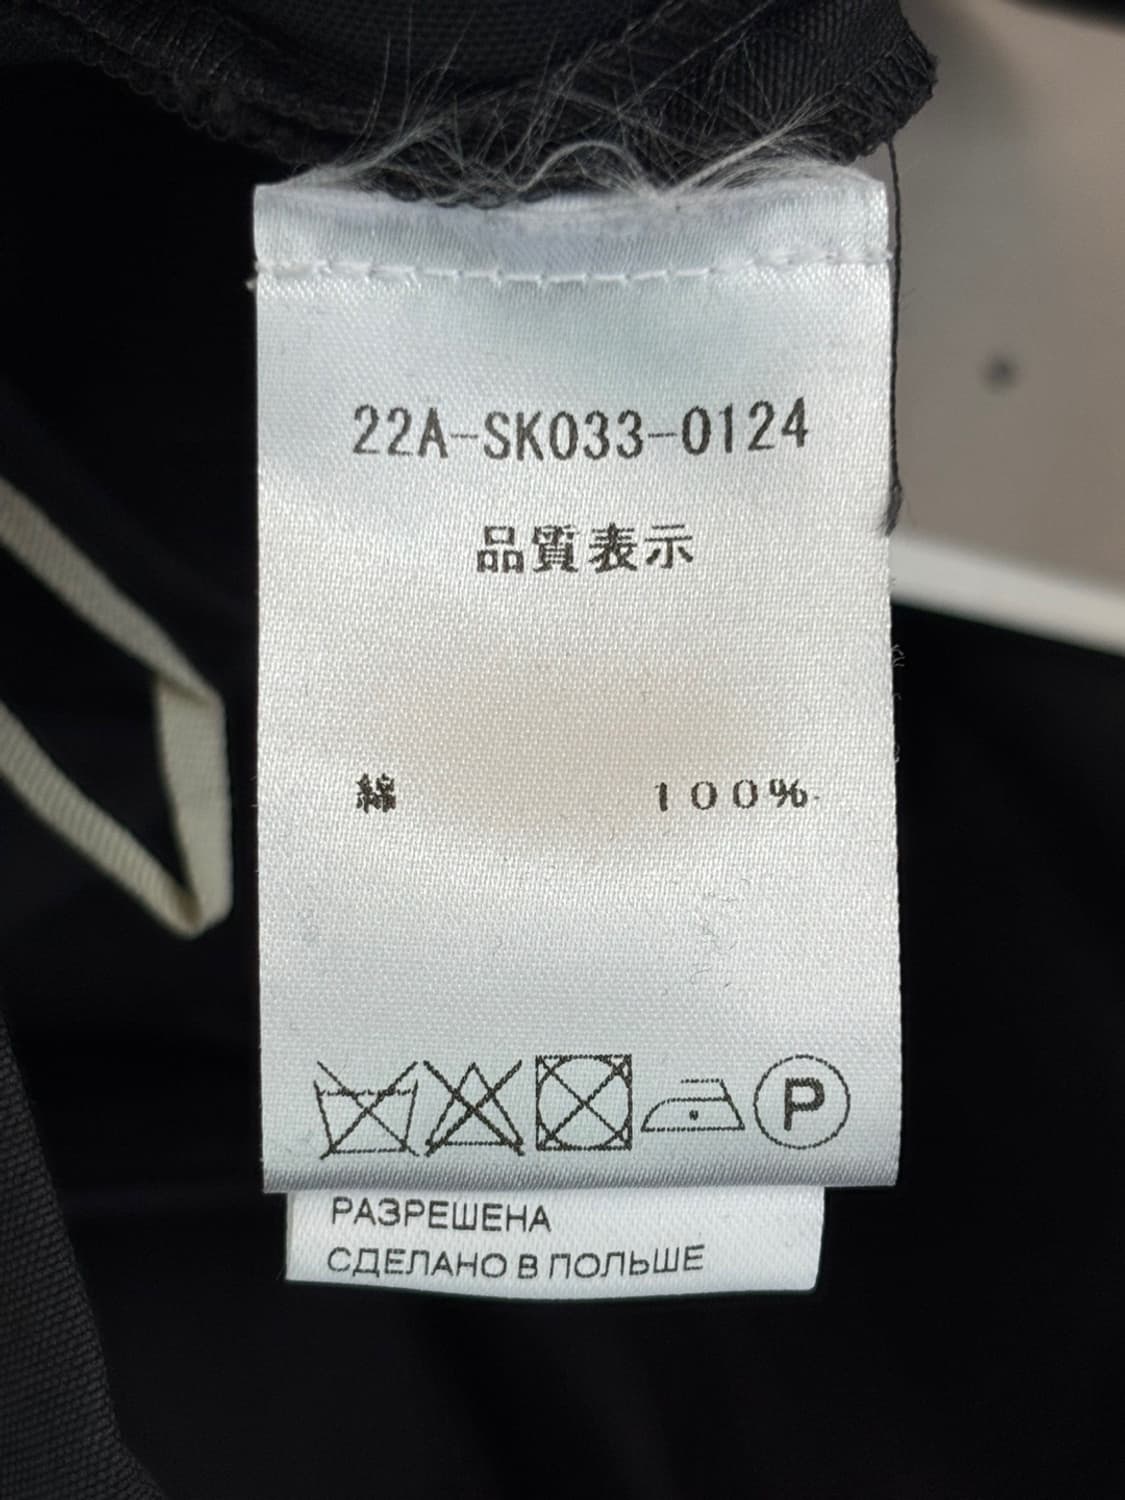 22A-SK033-0124
品質表示
綿 100%
P
РАЗРЕШЕНА
СДЕЛАНО В ПОЛЬШЕ